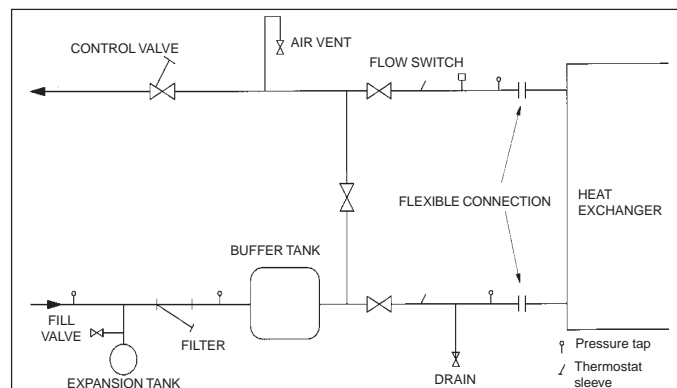 AIR VENT
CONTROL VALVE
FLOW SWITCH
FLEXIBLE CONNECTION
HEAT
EXCHANGER
BUFFER TANK
FILL
VALVE
FILTER
EXPANSION TANK
DRAIN
Pressure tap
Thermostat
sleeve